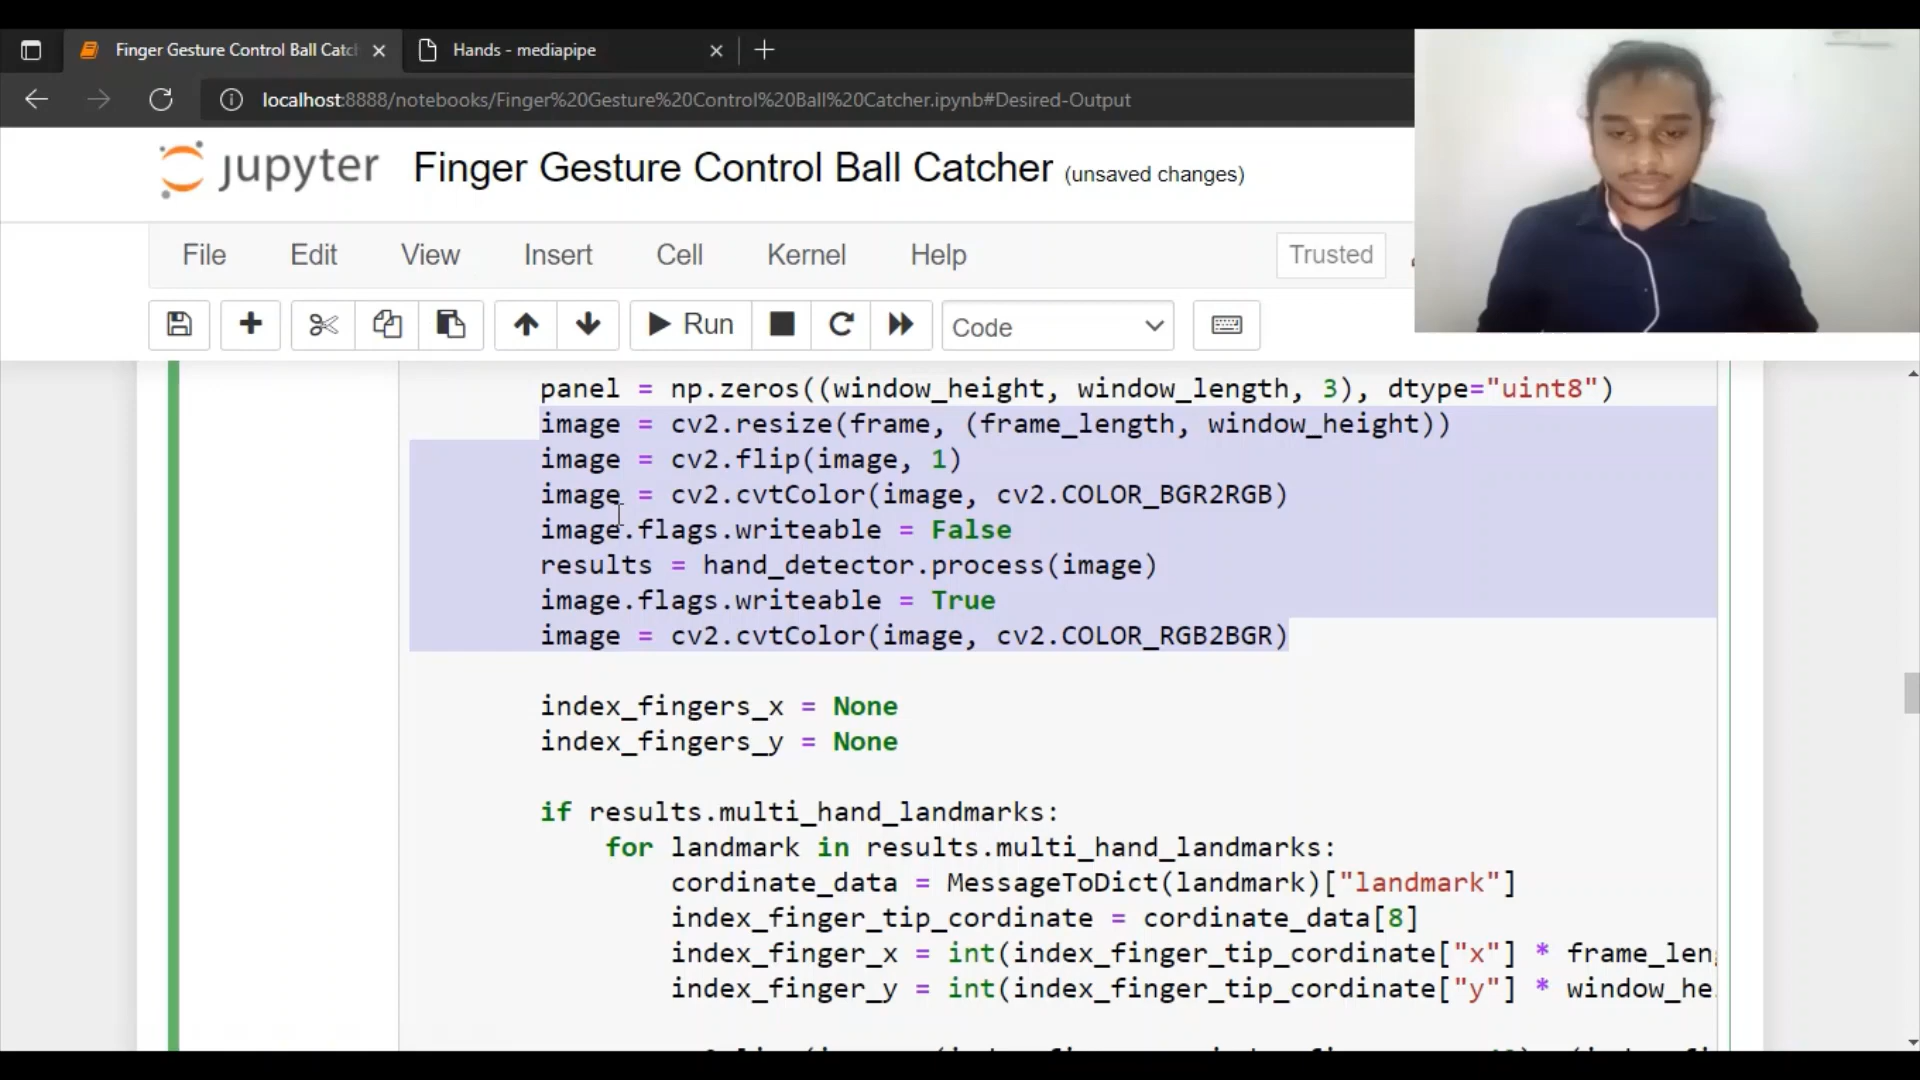 Finger Gesture Control Ball Catc
Hands - mediapipe
localhost:8888/notebooks/Finger%20Gesture%20Control%20Ball%20Catcher.ipynb#Desired-Output
jupyter Finger Gesture Control Ball Catcher (unsaved changes)
File Edit View Insert Cell Kernel Help Trusted
Run Code
panel = np.zeros((window_height, window_length, 3), dtype="uint8")
image = cv2.resize(frame, (frame_length, window_height))
image = cv2.flip(image, 1)
image = cv2.cvtColor(image, cv2.COLOR_BGR2RGB)
image.flags.writeable = False
results = hand_detector.process(image)
image.flags.writeable = True
image = cv2.cvtColor(image, cv2.COLOR_RGB2BGR)
index_fingers_x = None
index_fingers_y = None
if results.multi_hand_landmarks:
for landmark in results.multi_hand_landmarks:
cordinate_data = MessageToDict(landmark)["landmark"]
index_finger_tip_cordinate = cordinate_data[8]
index_finger_x = int(index_finger_tip_cordinate["x"] * frame_len
index_finger_y = int(index_finger_tip_cordinate["y"] * window_he